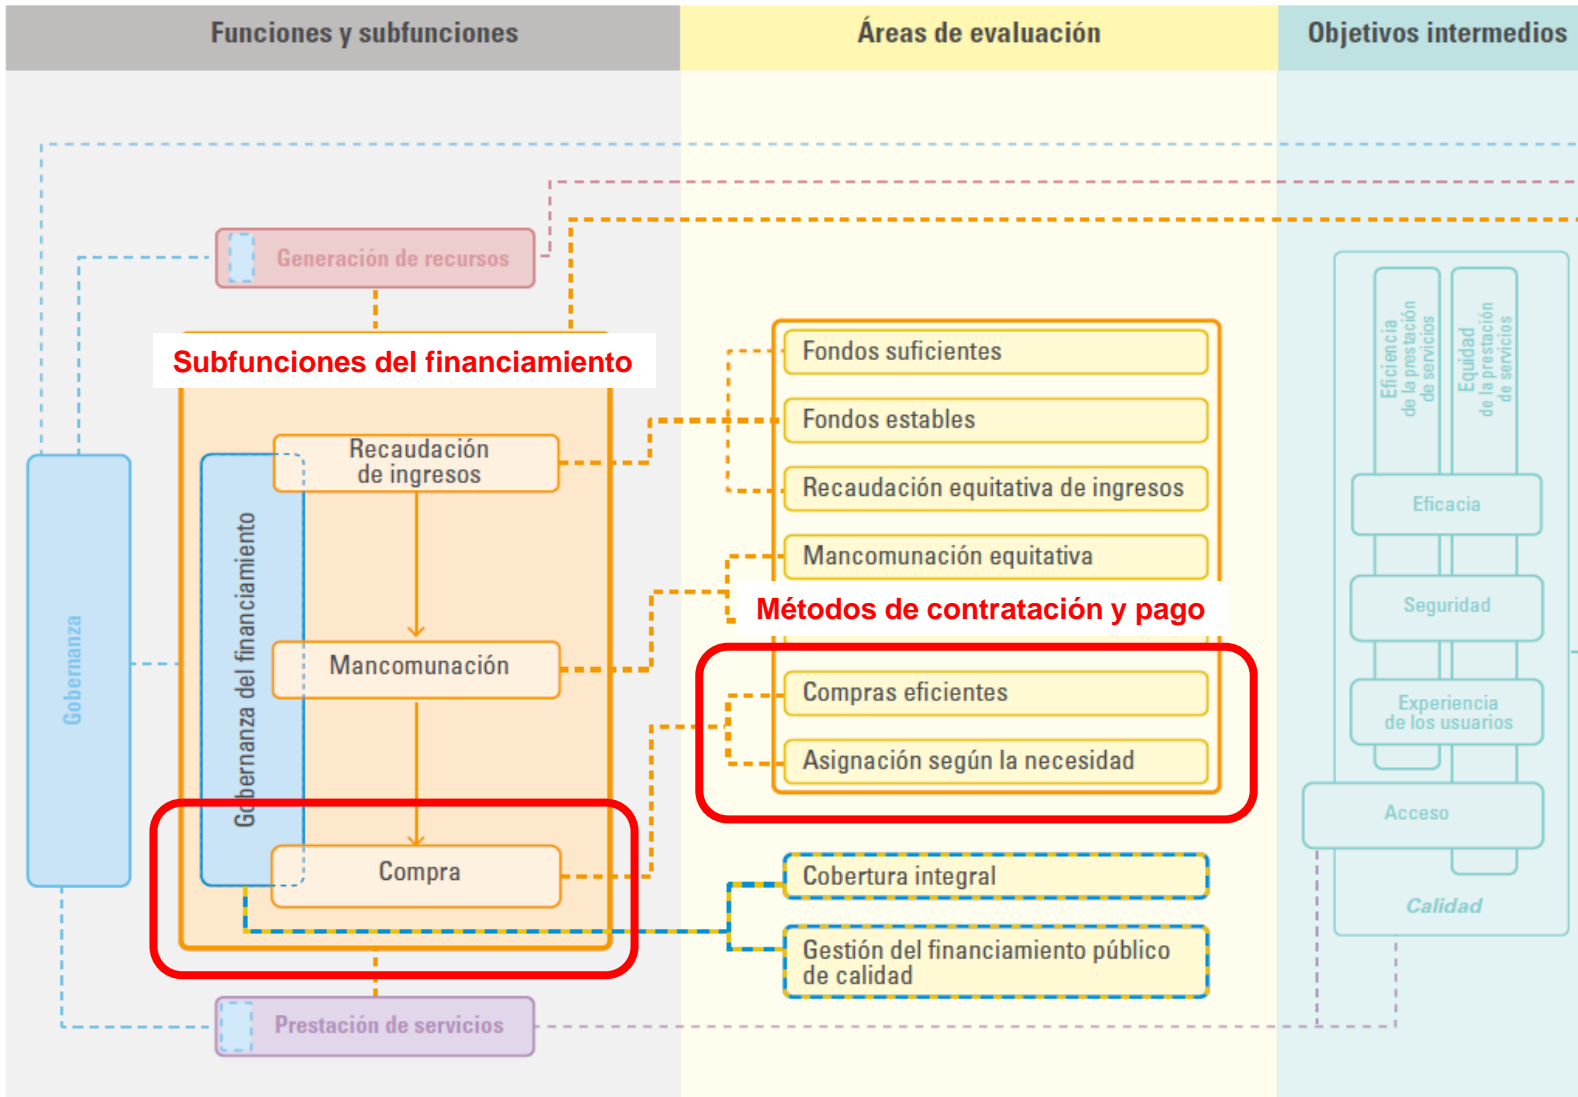 Funciones y subfunciones
Áreas de evaluación
Objetivos intermedios
Generación de recursos
Subfunciones del financiamiento
Recaudación
de ingresos
Gobernanza del financiamiento
Gobernanza
Mancomunación
Compra
Prestación de servicios
Fondos suficientes
Fondos estables
Recaudación equitativa de ingresos
Mancomunación equitativa
Métodos de contratación y pago
Compras eficientes
Asignación según la necesidad
Cobertura integral
Gestión del financiamiento público
de calidad
Eficiencia
de la prestación
de servicios
Equidad
de la prestación
de servicios
Eficacia
Seguridad
Experiencia
de los usuarios
Acceso
Calidad